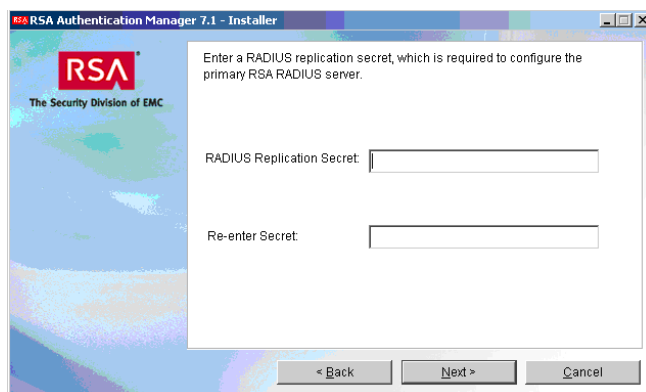 RSA RSA Authentication Manager 7.1 - Installer
RSA
The Security Division of EMC
Enter a RADIUS replication secret, which is required to configure the
primary RSA RADIUS server.
RADIUS Replication Secret:
Re-enter Secret:
< Back
Next >
Cancel